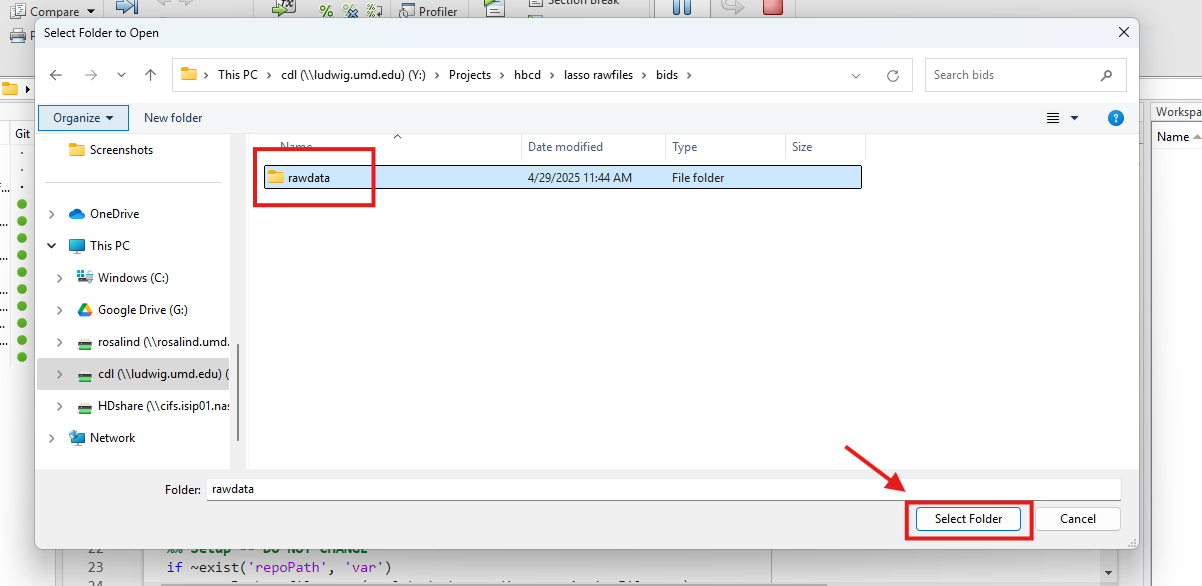 Compare
Profiler
Section Break
Select Folder to Open
This PC > cdl (\\ludwig.umd.edu) (Y:) > Projects > hbcd > lasso rawfiles > bids >
Search bids
Organize
New folder
Git
Workspa
Name
Screenshots
Name
Date modified
Type
Size
rawdata
4/29/2025 11:44 AM
File folder
OneDrive
This PC
Windows (C:)
Google Drive (G:)
rosalind (\\rosalind.umd.
cdl (\\ludwig.umd.edu) (
HDshare (\\cifs.isip01.nas
Network
Folder:
rawdata
Select Folder
Cancel
22 %% Setup -- DO NOT CHANGE
23 if ~exist('repoPath', 'var')
24